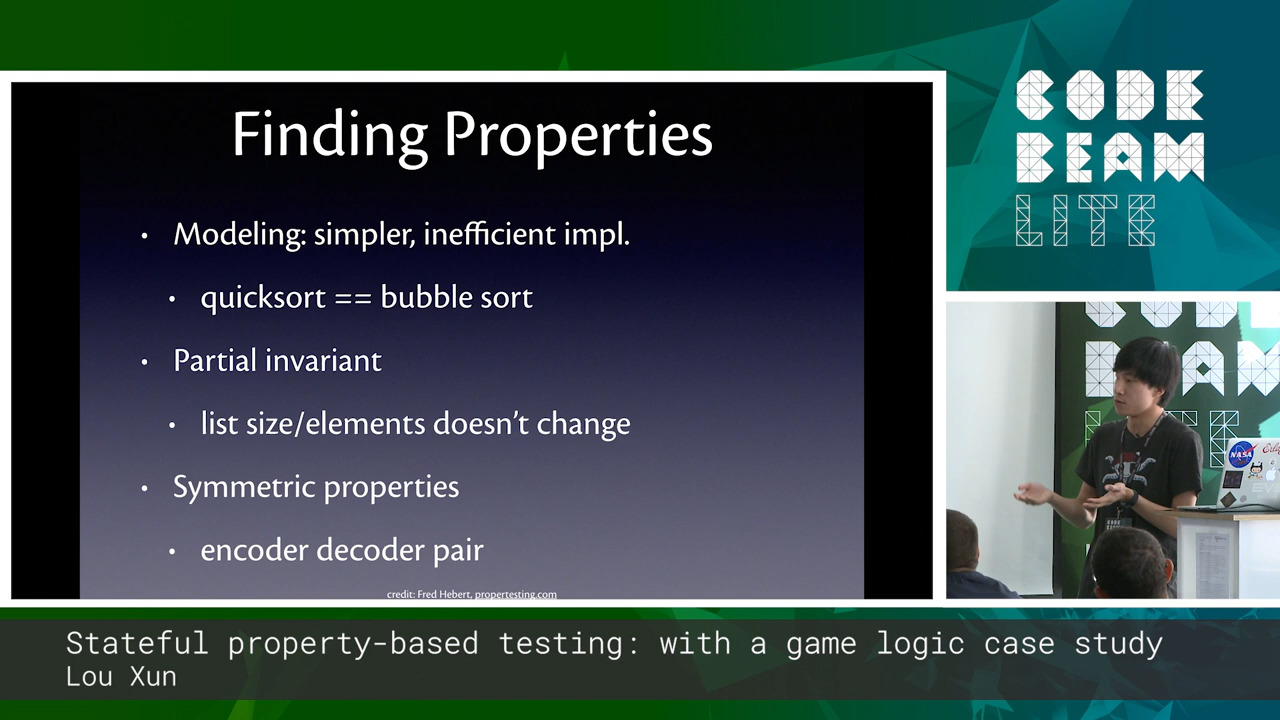 Finding Properties
• Modeling: simpler, inefficient impl.
• quicksort == bubble sort
• Partial invariant
• list size/elements doesn't change
• Symmetric properties
• encoder decoder pair
credit: Fred Hebert, propertesting.com
CODE
BEAM
LITE
NASA
Stateful property-based testing: with a game logic case study
Lou Xun